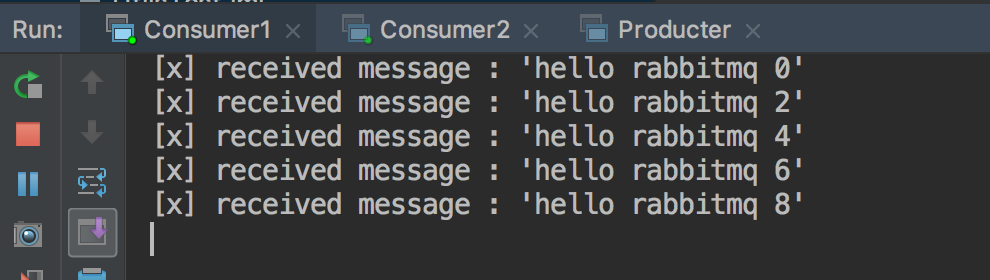 Run: Consumer1 Consumer2 Producter
[x] received message : 'hello rabbitmq 0'
[x] received message : 'hello rabbitmq 2'
[x] received message : 'hello rabbitmq 4'
[x] received message : 'hello rabbitmq 6'
[x] received message : 'hello rabbitmq 8'